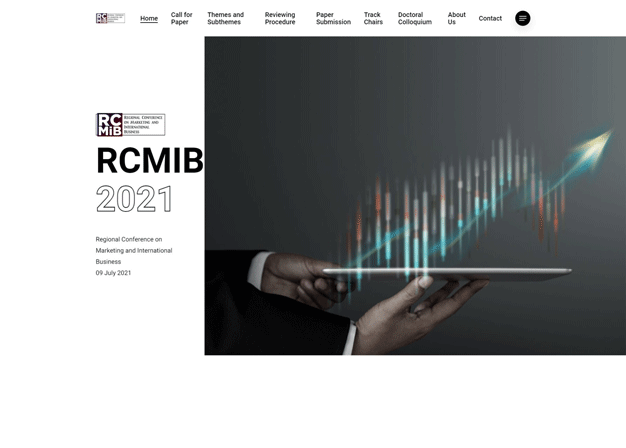 Home
Call for
Paper
Themes and
Subthemes
Reviewing
Procedure
Paper
Submission
Track
Chairs
Doctoral
Colloquium
About
Us
Contact
RC
MiB
REGIONAL CONFERENCE
ON MARKETING AND
INTERNATIONAL
BUSINESS
RCMIB
2021
Regional Conference on
Marketing and International
Business
09 July 2021